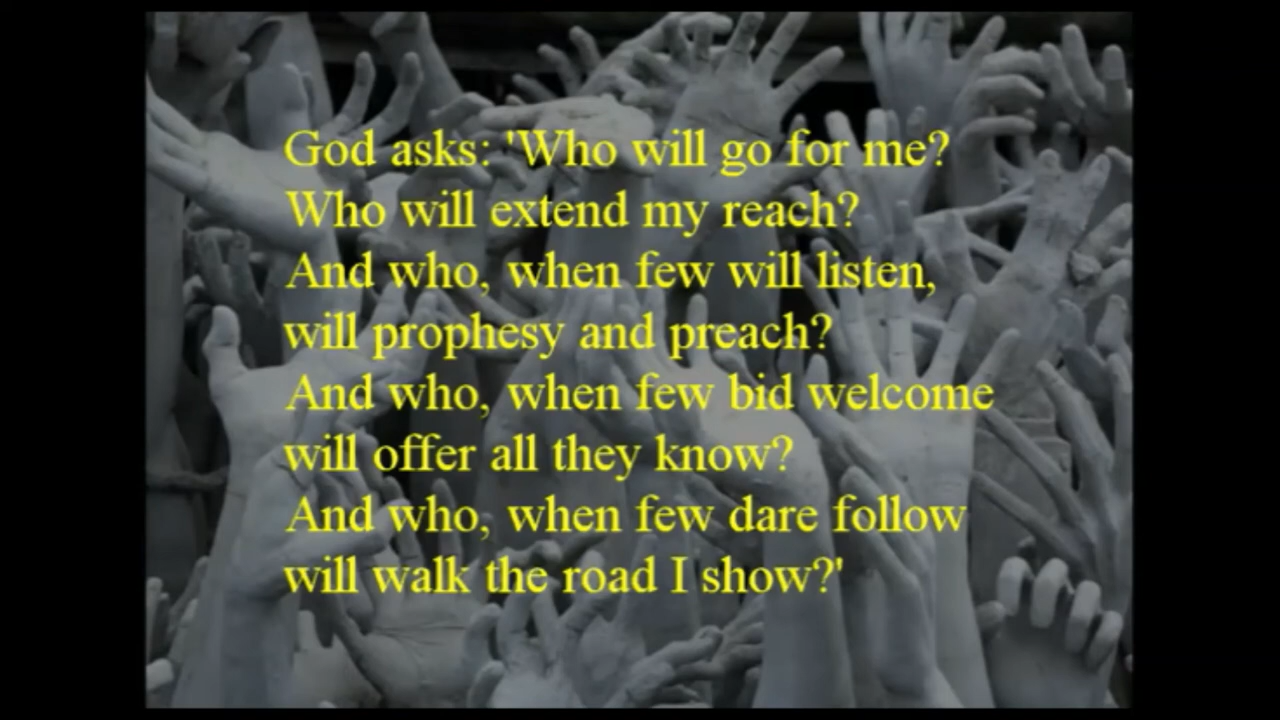 God asks: 'Who will go for me?
Who will extend my reach?
And who, when few will listen,
will prophesy and preach?
And who, when few bid welcome
will offer all they know?
And who, when few dare follow
will walk the road I show?'